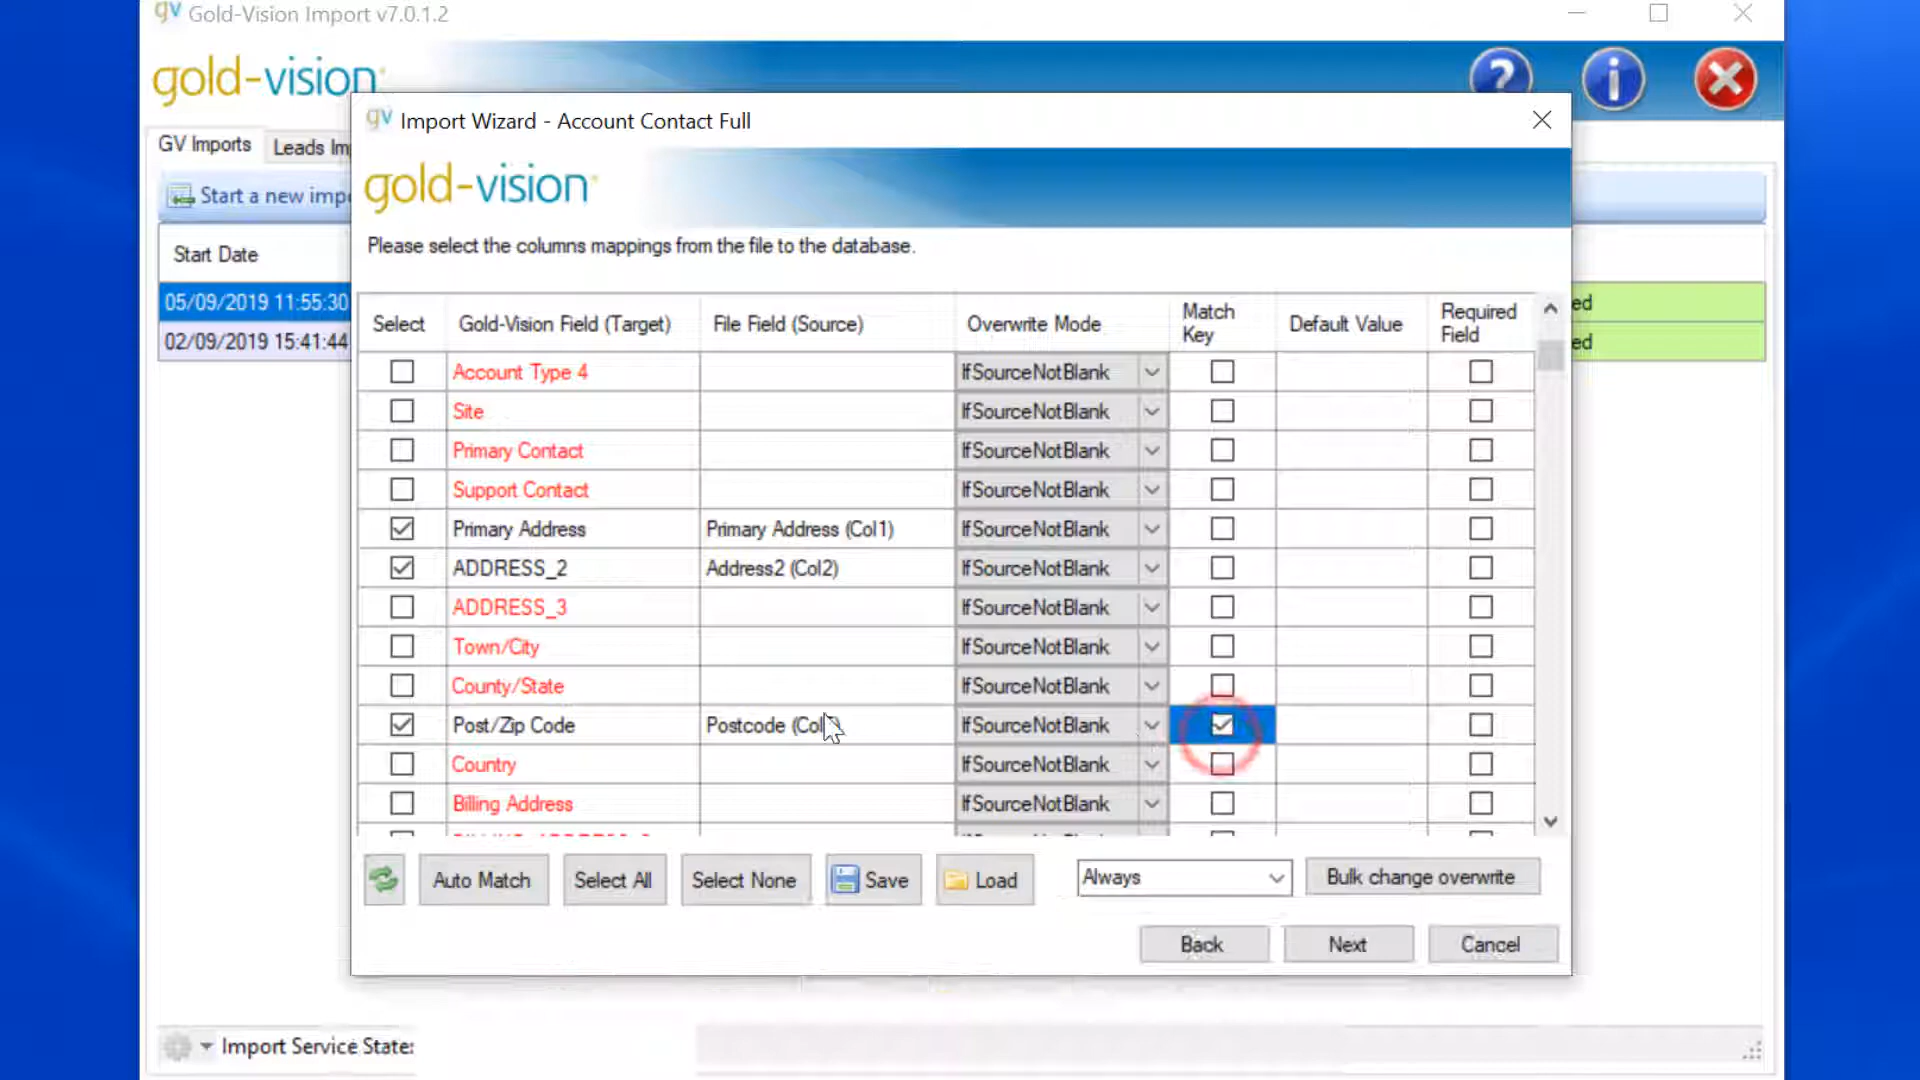 gv Gold-Vision Import v7.0.1.2
gold-vision
GV Imports
Leads Im
Start a new impo
Start Date
05/09/2019 11:55:30
ed
02/09/2019 15:41:44
ed
gv Import Wizard - Account Contact Full
gold-vision
Please select the columns mappings from the file to the database.
Select Gold-Vision Field (Target) File Field (Source) Overwrite Mode Match Key Default Value Required Field
Account Type 4 IfSourceNotBlank
Site IfSourceNotBlank
Primary Contact IfSourceNotBlank
Support Contact IfSourceNotBlank
Primary Address Primary Address (Col1) IfSourceNotBlank
ADDRESS_2 Address2 (Col2) IfSourceNotBlank
ADDRESS_3 IfSourceNotBlank
Town/City IfSourceNotBlank
County/State IfSourceNotBlank
Post/Zip Code Postcode (Col IfSourceNotBlank
Country IfSourceNotBlank
Billing Address IfSourceNotBlank
Auto Match Select All Select None Save Load Always Bulk change overwrite
Back Next Cancel
Import Service State: